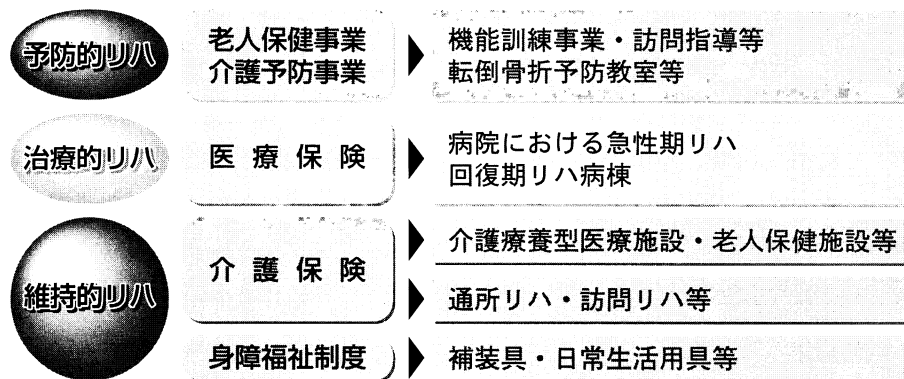 予防的リハ
老人保健事業
介護予防事業
機能訓練事業・訪問指導等
転倒骨折予防教室等
治療的リハ
医療保険
病院における急性期リハ
回復期リハ病棟
維持的リハ
介護保険
介護療養型医療施設・老人保健施設等
通所リハ・訪問リハ等
身障福祉制度
補装具・日常生活用具等